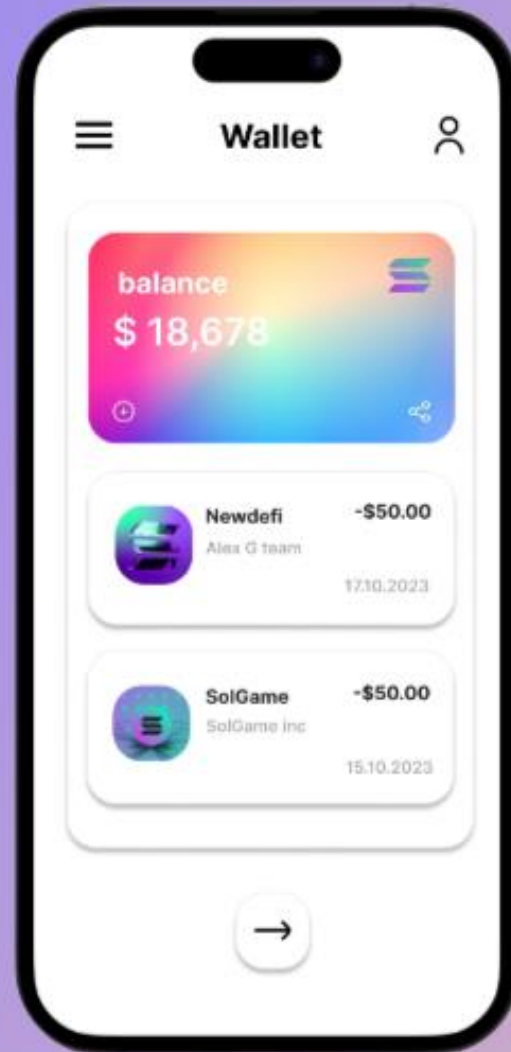 Wallet
balance
$ 18,678
Newdefi
-$50.00
Alex G team
17.10.2023
SolGame
-$50.00
SolGame inc
15.10.2023